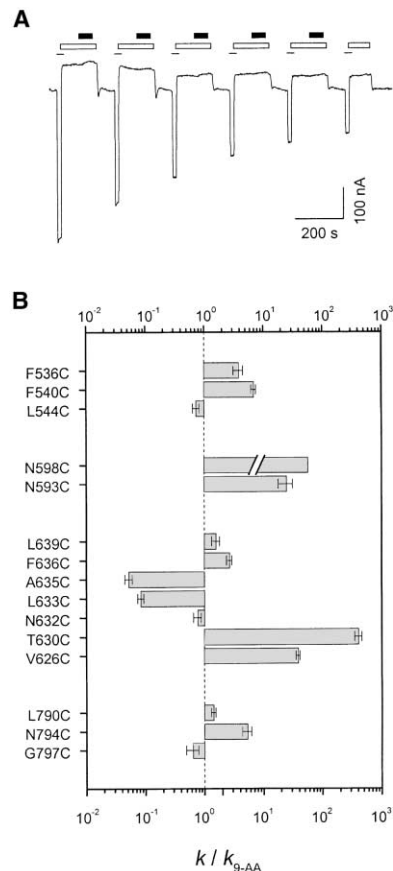 A
100 nA
200 s
B
10-2 10-1 100 101 102 103
F536C
F540C
L544C
N598C
N593C
L639C
F636C
A635C
L633C
N632C
T630C
V626C
L790C
N794C
G797C
10-2 10-1 100 101 102 103
k / k9-AA